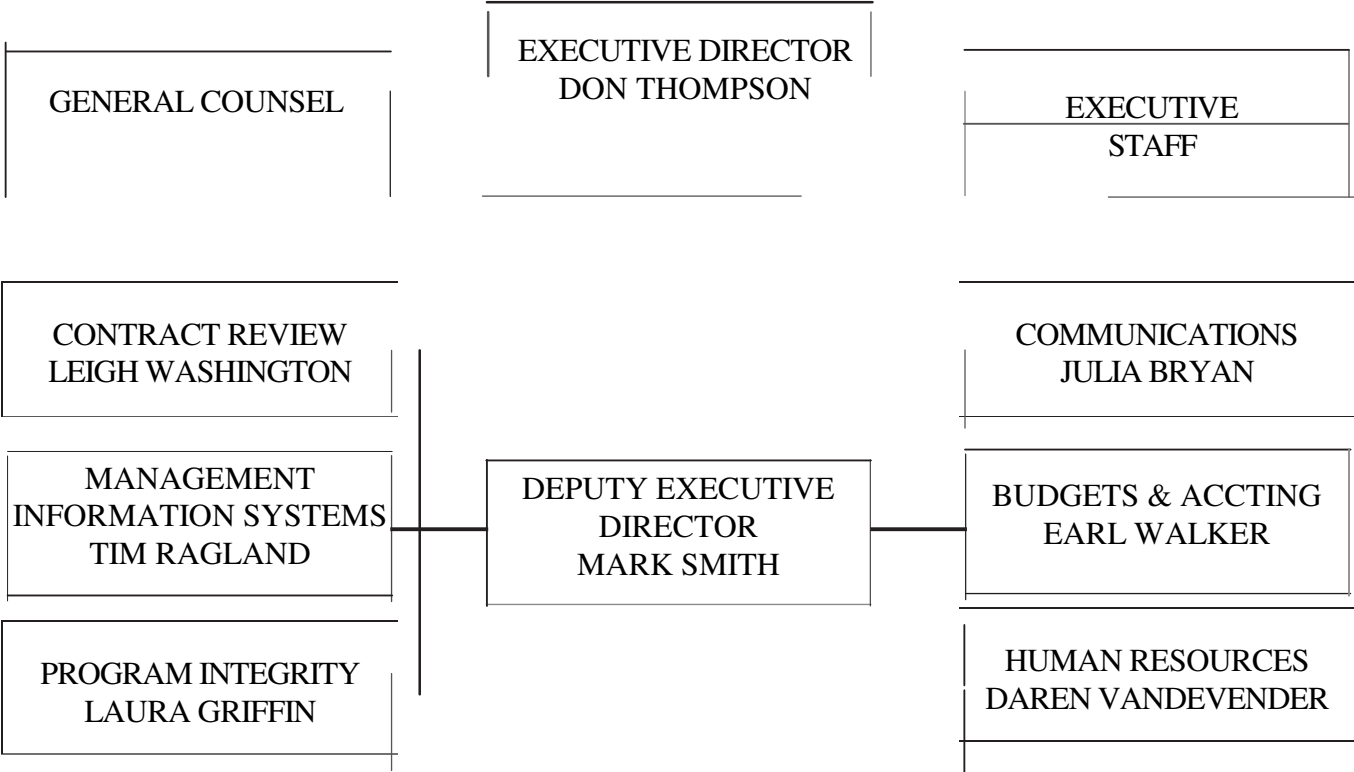 GENERAL COUNSEL
EXECUTIVE DIRECTOR
DON THOMPSON
EXECUTIVE
STAFF
CONTRACT REVIEW
LEIGH WASHINGTON
COMMUNICATIONS
JULIA BRYAN
MANAGEMENT
INFORMATION SYSTEMS
TIM RAGLAND
DEPUTY EXECUTIVE
DIRECTOR
MARK SMITH
BUDGETS & ACCTING
EARL WALKER
PROGRAM INTEGRITY
LAURA GRIFFIN
HUMAN RESOURCES
DAREN VANDEVENDER